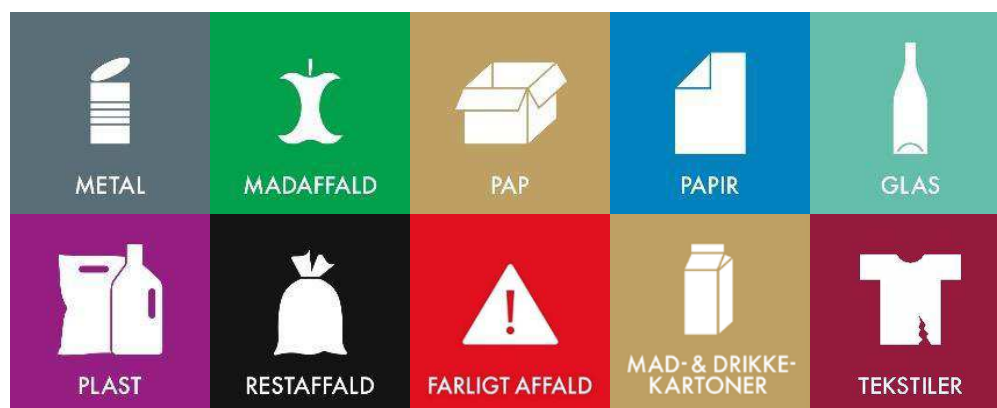 METAL
MADAFFALD
PAP
PAPIR
GLAS
PLAST
RESTAFFALD
FARLIGT AFFALD
MAD- & DRIKKE-
KARTONER
TEKSTILER